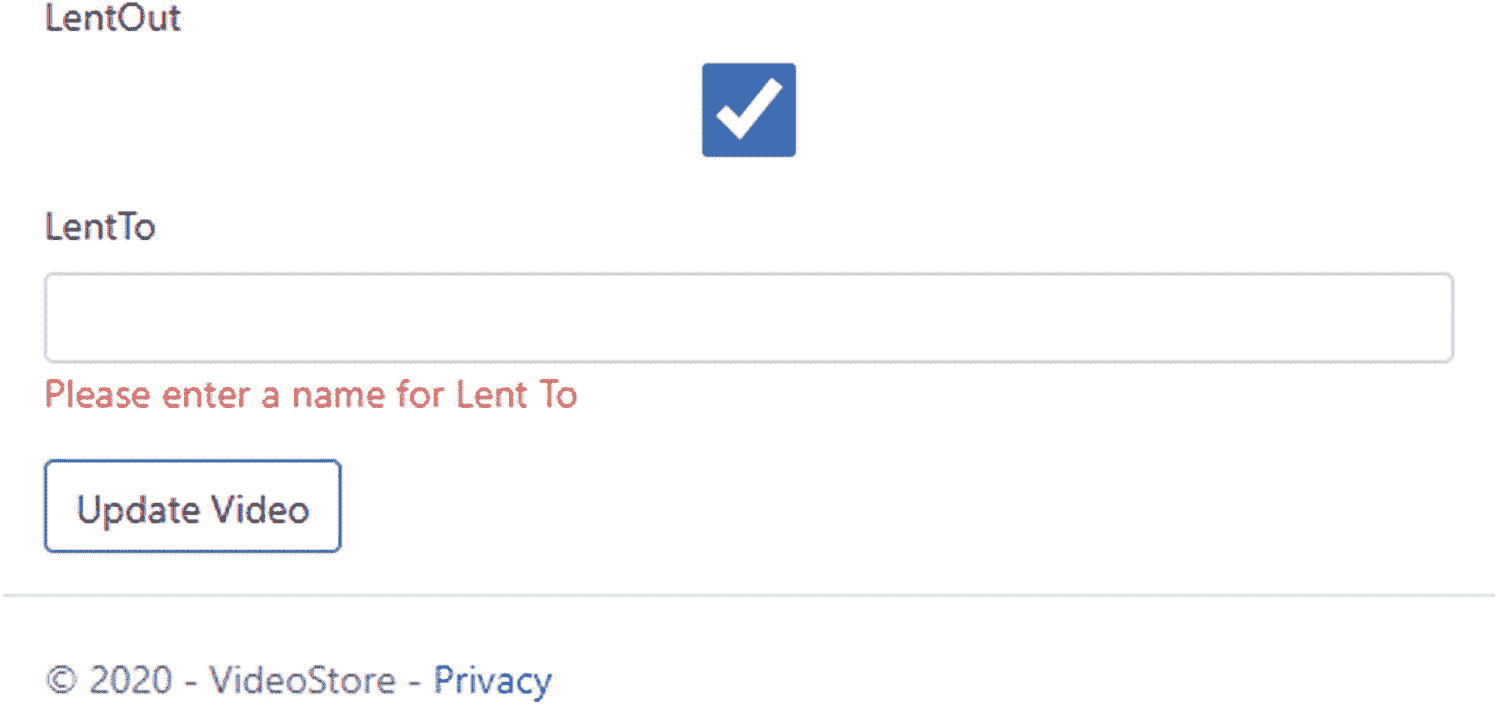 LentOut
LentTo
Please enter a name for Lent To
Update Video
© 2020 - VideoStore - Privacy